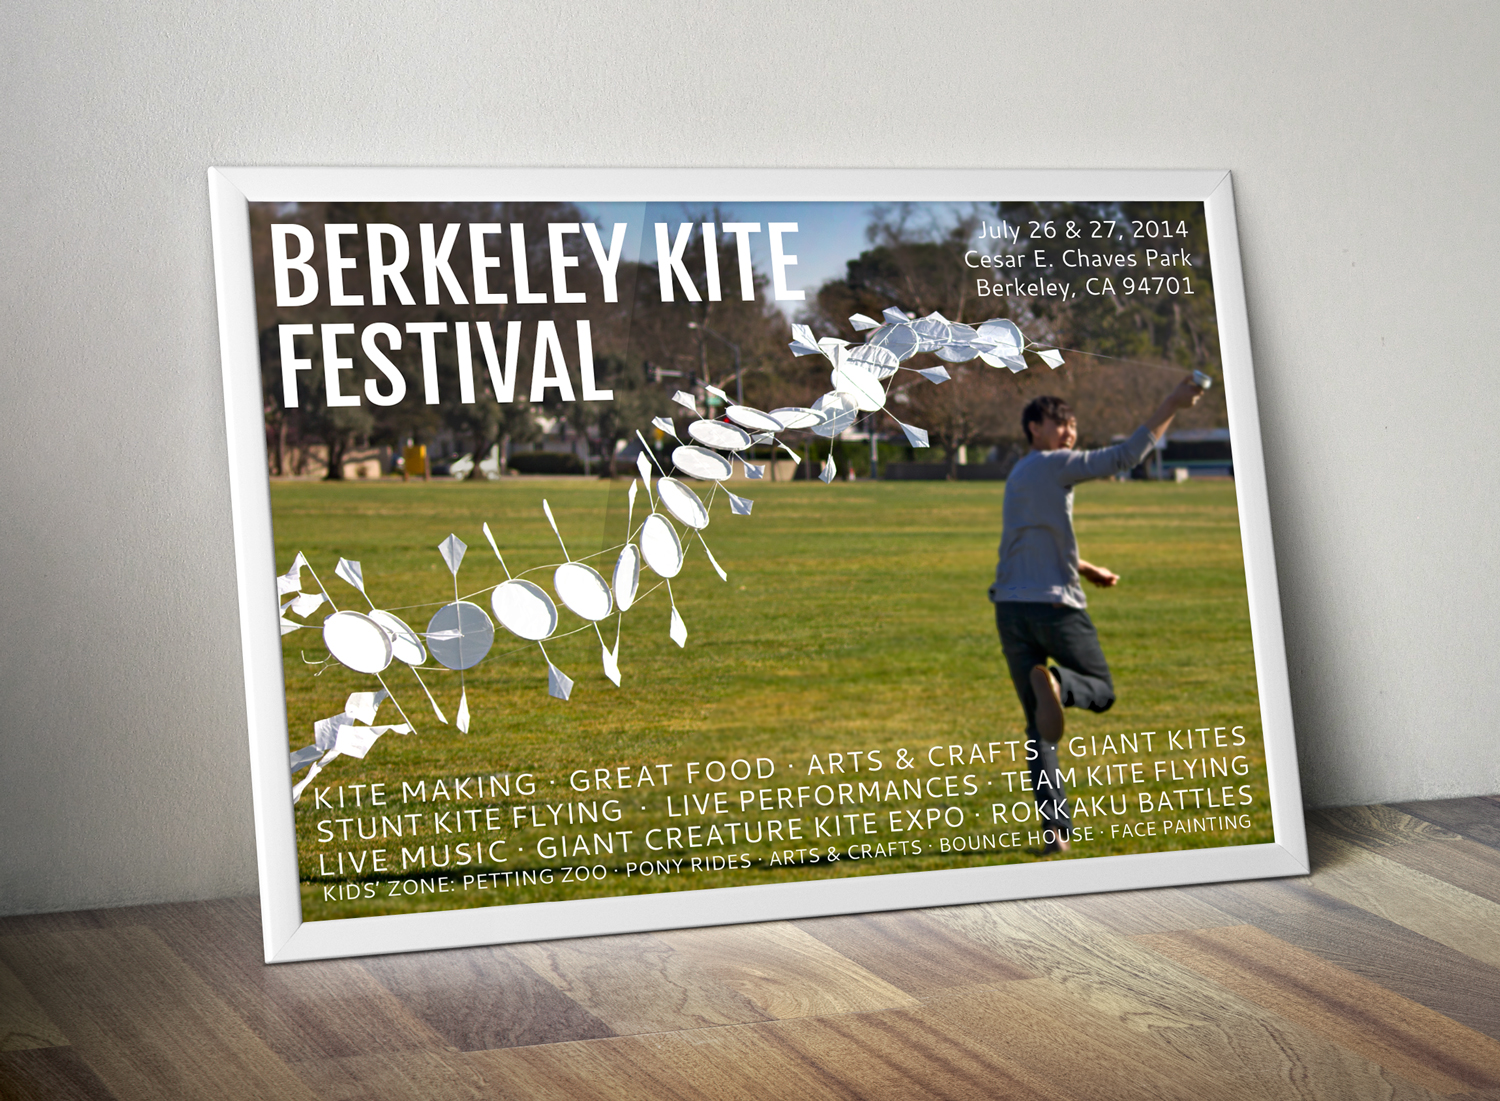 BERKELEY KITE
FESTIVAL
July 26 & 27, 2014
Cesar E. Chaves Park
Berkeley, CA 94701
KITE MAKING · GREAT FOOD · ARTS & CRAFTS · GIANT KITES
STUNT KITE FLYING · LIVE PERFORMANCES · TEAM KITE FLYING
LIVE MUSIC · GIANT CREATURE KITE EXPO · ROKKAKU BATTLES
KIDS' ZONE: PETTING ZOO · PONY RIDES · ARTS & CRAFTS · BOUNCE HOUSE · FACE PAINTING